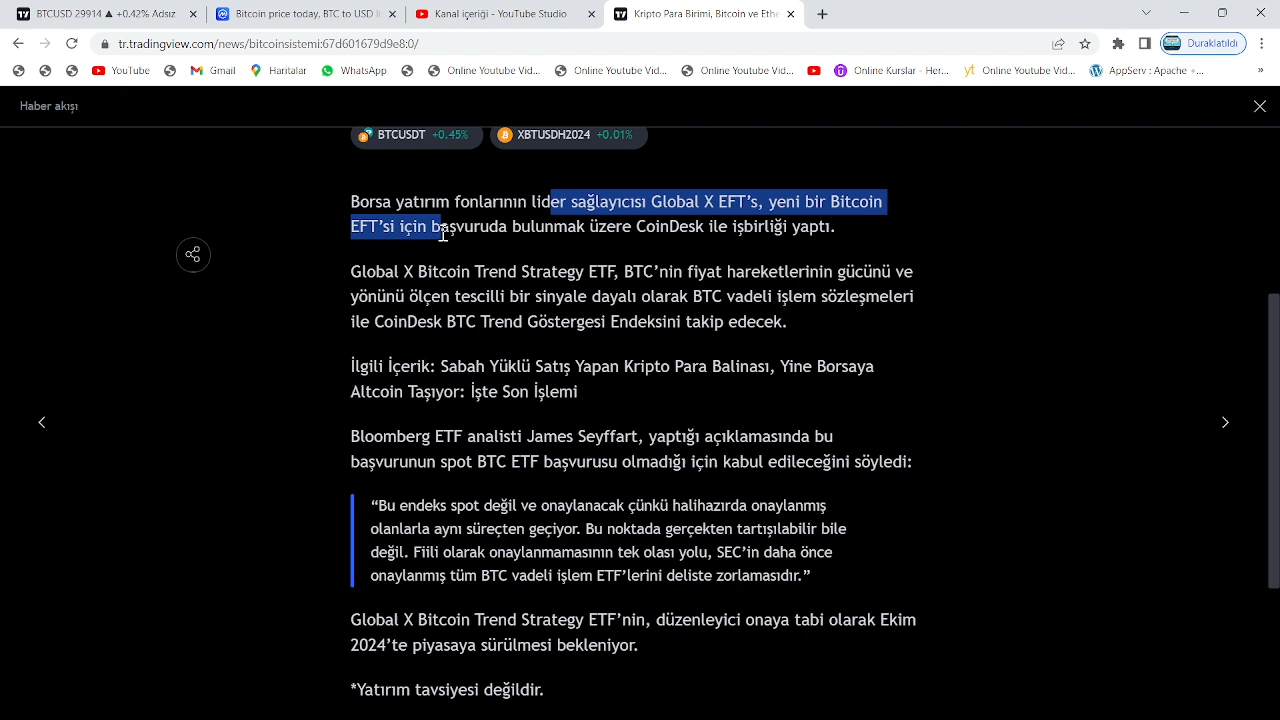 BTCUSD 29914 ▲ +0.42% Adsız
Bitcoin price today, BTC to USD li
Kanal içeriği - YouTube Studio
Kripto Para Birimi, Bitcoin ve Ethe
tr.tradingview.com/news/bitcoinsistemi:67d601679d9e8:0/
Duraklatıldı
YouTube
Gmail
Haritalar
WhatsApp
Online Youtube Vid...
Online Youtube Vid...
Online Youtube Vid...
Online Kurslar - Her...
yt Online Youtube Vid...
AppServ : Apache +...
Haber akışı
BTCUSDT +0.45%
XBTUSDH2024 +0.01%
Borsa yatırım fonlarının lider sağlayıcısı Global X EFT’s, yeni bir Bitcoin
EFT’si için başvuruda bulunmak üzere CoinDesk ile işbirliği yaptı.
Global X Bitcoin Trend Strategy ETF, BTC’nin fiyat hareketlerinin gücünü ve
yönünü ölçen tescilli bir sinyale dayalı olarak BTC vadeli işlem sözleşmeleri
ile CoinDesk BTC Trend Göstergesi Endeksini takip edecek.
İlgili İçerik: Sabah Yüklü Satış Yapan Kripto Para Balinası, Yine Borsaya
Altcoin Taşıyor: İşte Son İşlemi
Bloomberg ETF analisti James Seyffart, yaptığı açıklamasında bu
başvurunun spot BTC ETF başvurusu olmadığı için kabul edileceğini söyledi:
“Bu endeks spot değil ve onaylanacak çünkü halihazırda onaylanmış
olanlarla aynı süreçten geçiyor. Bu noktada gerçekten tartışılabilir bile
değil. Fiili olarak onaylanmamasının tek olası yolu, SEC’in daha önce
onaylanmış tüm BTC vadeli işlem ETF’lerini deliste zorlamasıdır.”
Global X Bitcoin Trend Strategy ETF’nin, düzenleyici onaya tabi olarak Ekim
2024’te piyasaya sürülmesi bekleniyor.
*Yatırım tavsiyesi değildir.